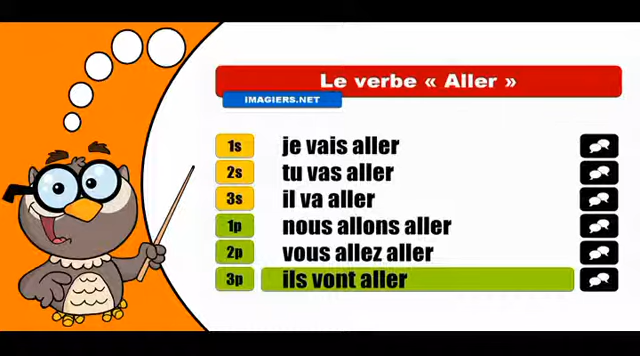 Le verbe « Aller »
IMAGIERS.NET
1s je vais aller
2s tu vas aller
3s il va aller
1p nous allons aller
2p vous allez aller
3p ils vont aller